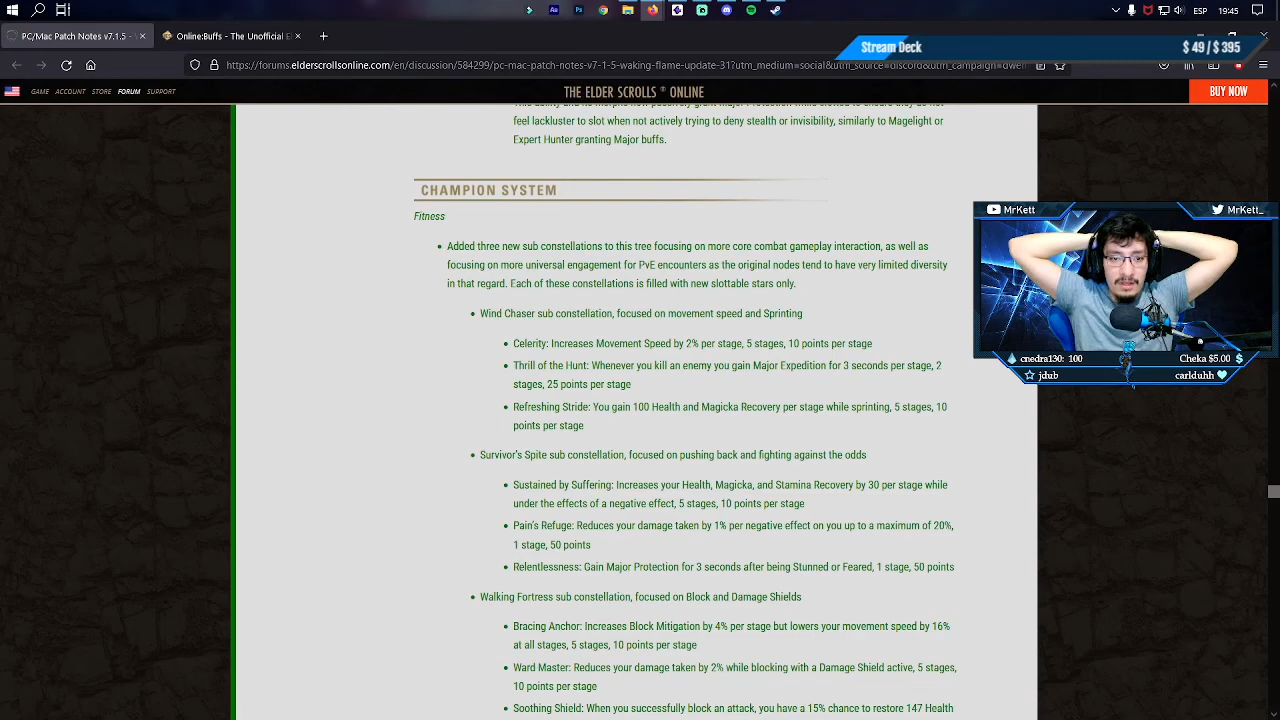 19:45
PC/Mac Patch Notes v7.1.5 -
Online:Buffs - The Unofficial El
Stream Deck
$ 49 / $ 395
https://forums.elderscrollsonline.com/en/discussion/584299/pc-mac-patch-notes-v7-1-5-waking-flame-update-31?utm_medium=social&utm_source=discord&utm_campaign=dwem
GAME ACCOUNT STORE FORUM SUPPORT
THE ELDER SCROLLS ® ONLINE
BUY NOW
feel lackluster to slot when not actively trying to deny stealth or invisibility, similarly to Magelight or
Expert Hunter granting Major buffs.
CHAMPION SYSTEM
Fitness
• Added three new sub constellations to this tree focusing on more core combat gameplay interaction, as well as
focusing on more universal engagement for PvE encounters as the original nodes tend to have very limited diversity
in that regard. Each of these constellations is filled with new slottable stars only.
• Wind Chaser sub constellation, focused on movement speed and Sprinting
• Celerity: Increases Movement Speed by 2% per stage, 5 stages, 10 points per stage
• Thrill of the Hunt: Whenever you kill an enemy you gain Major Expedition for 3 seconds per stage, 2
stages, 25 points per stage
• Refreshing Stride: You gain 100 Health and Magicka Recovery per stage while sprinting, 5 stages, 10
points per stage
• Survivor's Spite sub constellation, focused on pushing back and fighting against the odds
• Sustained by Suffering: Increases your Health, Magicka, and Stamina Recovery by 30 per stage while
under the effects of a negative effect, 5 stages, 10 points per stage
• Pain's Refuge: Reduces your damage taken by 1% per negative effect on you up to a maximum of 20%,
1 stage, 50 points
• Relentlessness: Gain Major Protection for 3 seconds after being Stunned or Feared, 1 stage, 50 points
• Walking Fortress sub constellation, focused on Block and Damage Shields
• Bracing Anchor: Increases Block Mitigation by 4% per stage but lowers your movement speed by 16%
at all stages, 5 stages, 10 points per stage
• Ward Master: Reduces your damage taken by 2% while blocking with a Damage Shield active, 5 stages,
10 points per stage
• Soothing Shield: When you successfully block an attack, you have a 15% chance to restore 147 Health
MrKett
MrKett_
cnedra130: 100
Cheka $5.00
jdub
carlduhh